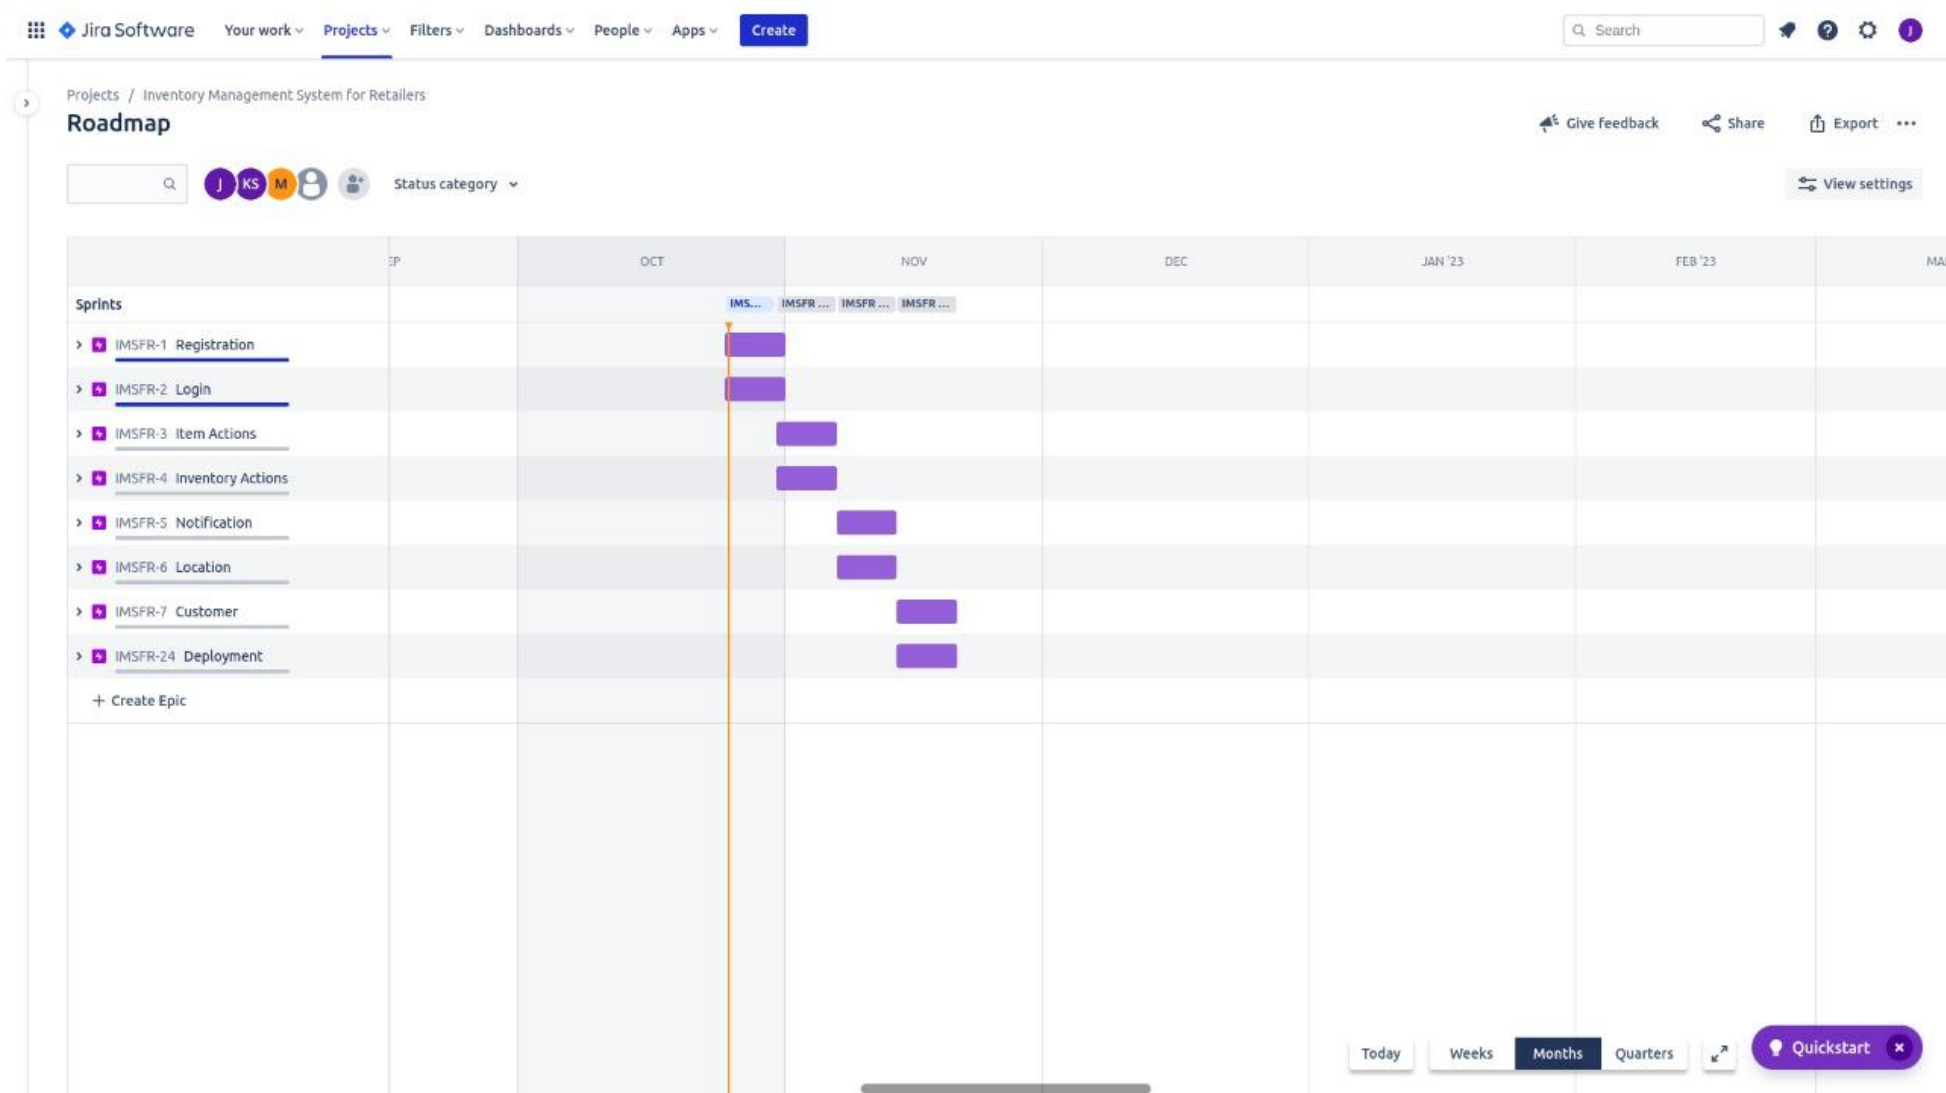 Jira Software Your work Projects Filters Dashboards People Apps Create Search J
Projects / Inventory Management System for Retailers
Roadmap
Give feedback Share Export
J KS M Status category View settings
EP OCT NOV DEC JAN '23 FEB '23 MA
Sprints IMS... IMSFR ... IMSFR ... IMSFR ...
IMSFR-1 Registration
IMSFR-2 Login
IMSFR-3 Item Actions
IMSFR-4 Inventory Actions
IMSFR-5 Notification
IMSFR-6 Location
IMSFR-7 Customer
IMSFR-24 Deployment
+ Create Epic
Today Weeks Months Quarters Quickstart